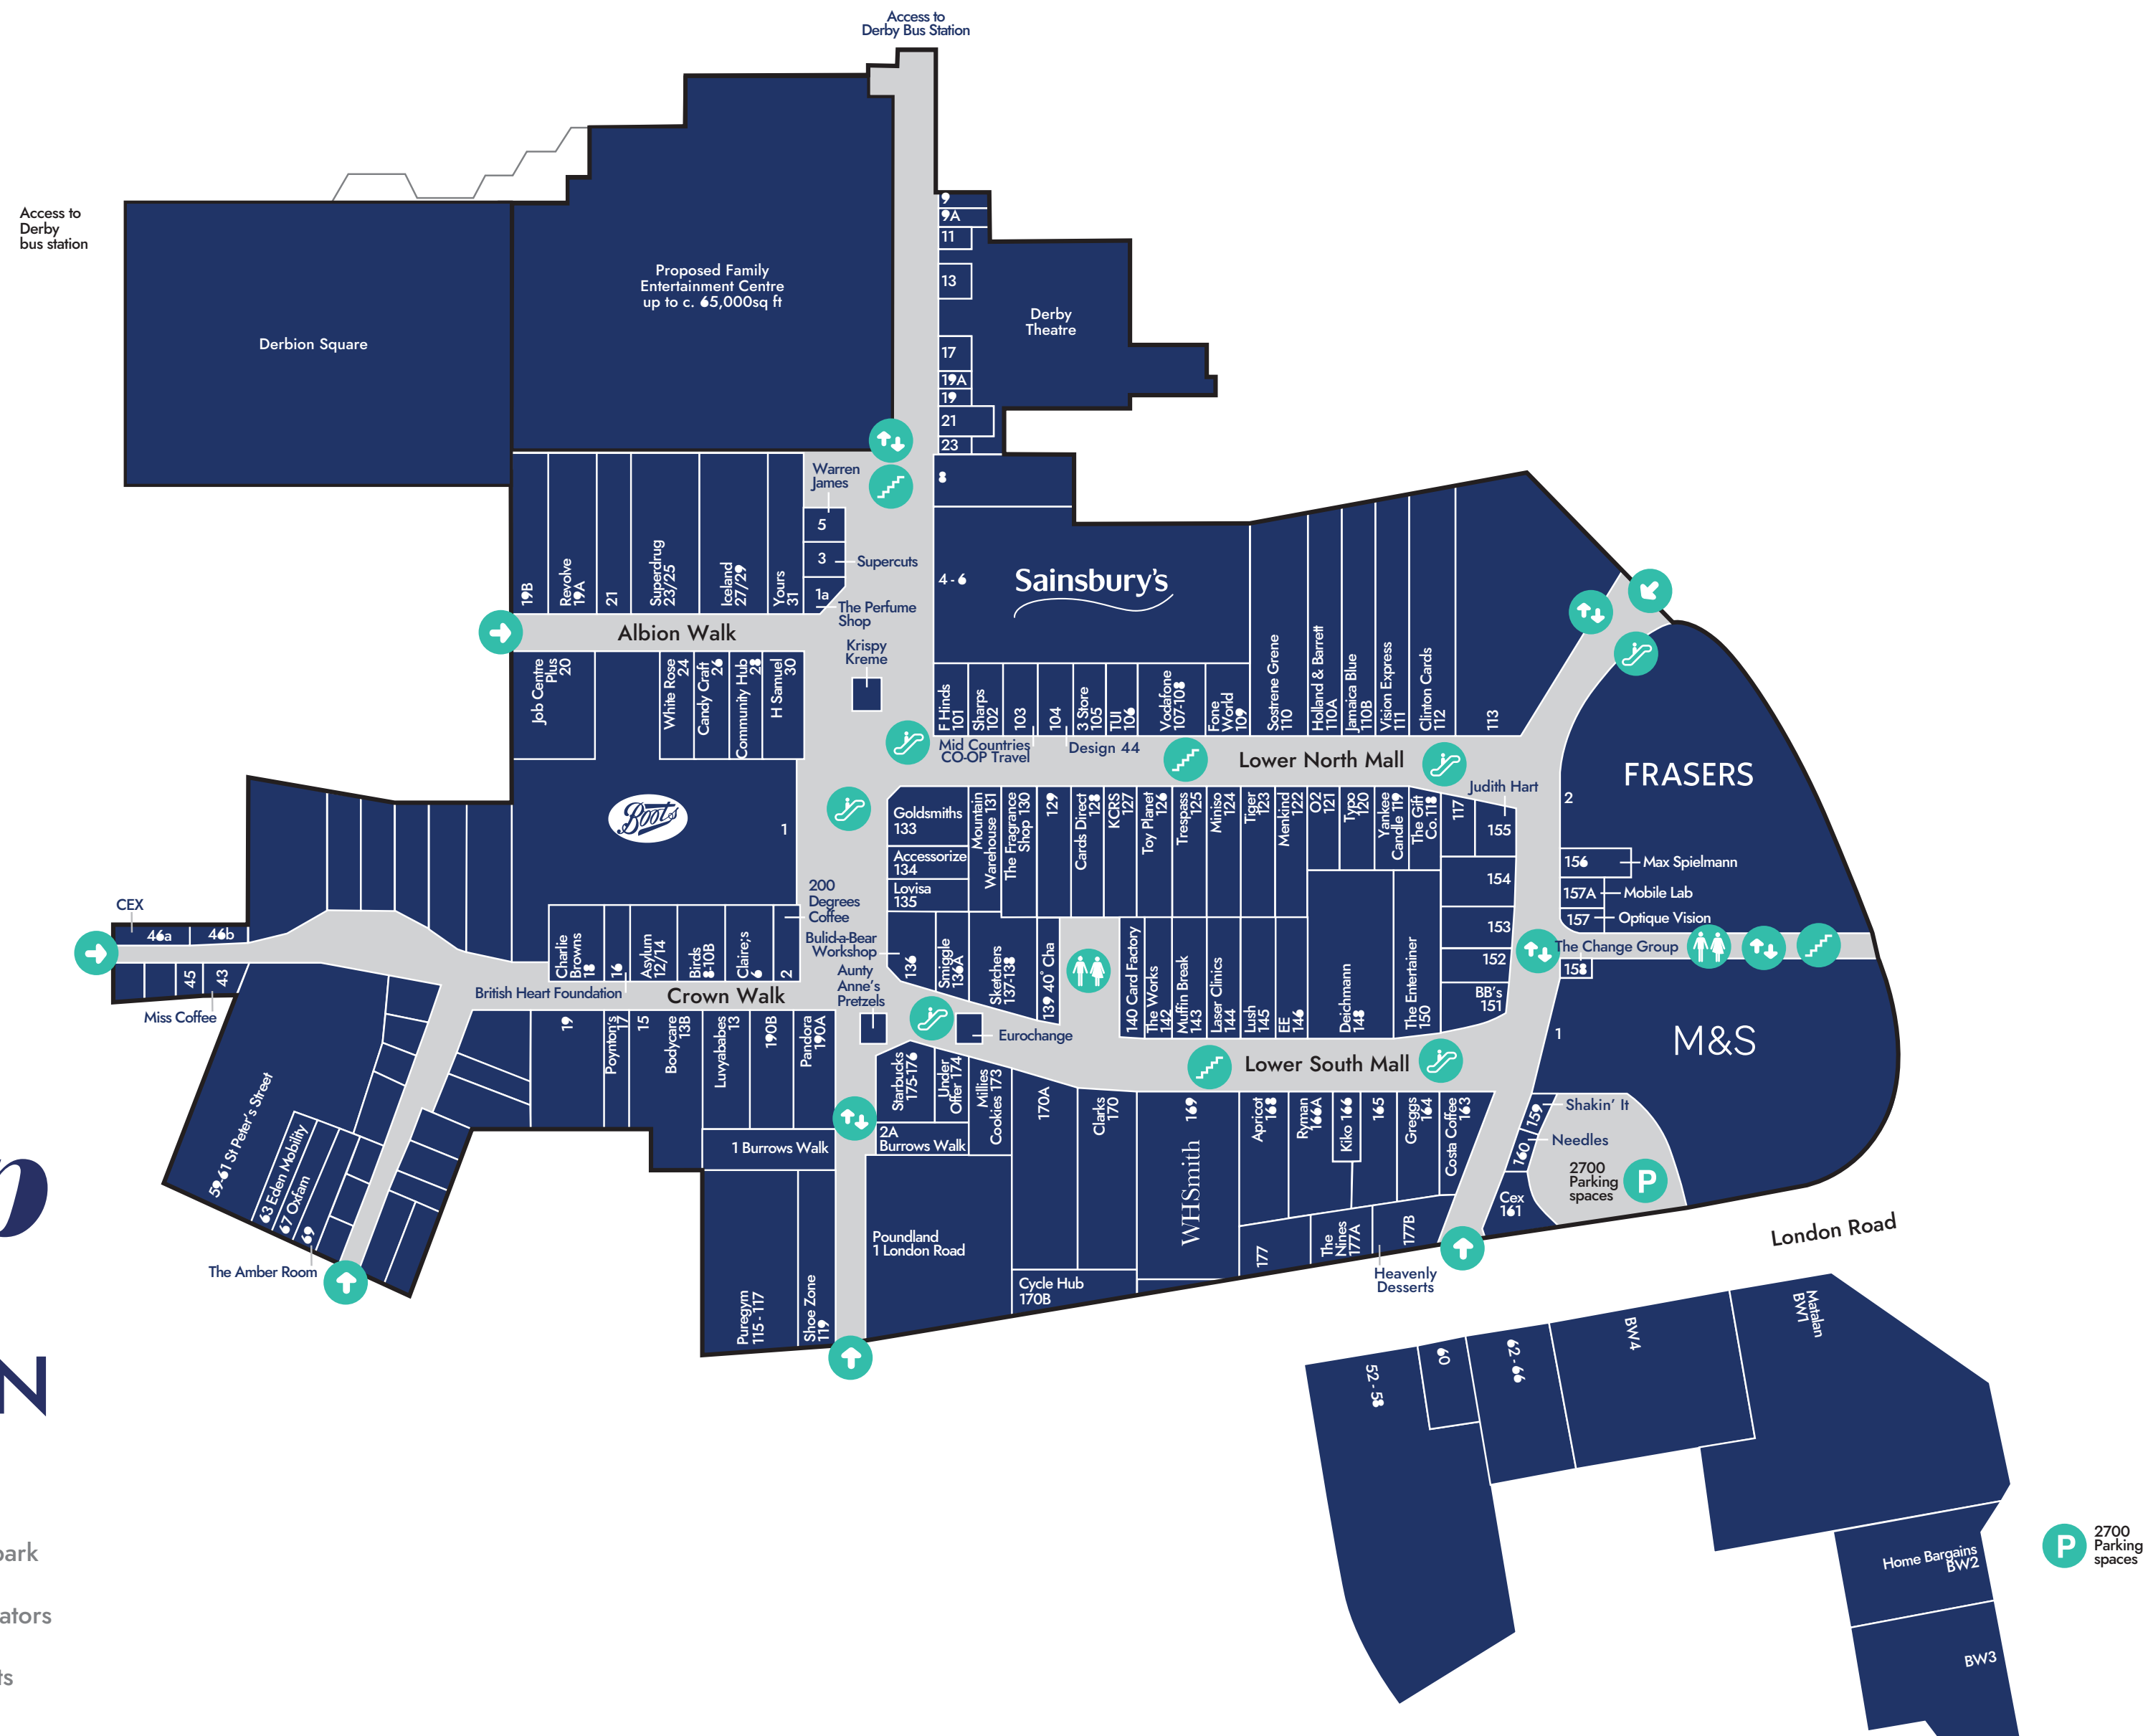 Access to
Derby Bus Station
Access to
Derby
bus station
Derbion Square
Proposed Family
Entertainment Centre
up to c. 65,000sq ft
9
9A
11
13
17
19A
19
21
23
Derby
Theatre
8
4 - 6
Sainsbury's
19B
Revolve
19A
21
Superdrug
23/25
Iceland
27/29
Yours
31
Warren
James
5
3
Supercuts
1a
The Perfume
Shop
Albion Walk
Krispy
Kreme
Job Centre
Plus
20
White Rose
24
Candy Craft
26
Community Hub
28
H Samuel
30
F Hinds
101
Sharps
102
103
104
3 Store
105
TUI
106
Vodafone
107-108
Fone
World
109
Sostrene Grene
110
Holland & Barrett
110A
Jamaica Blue
110B
Vision Express
111
Clinton Cards
112
113
Mid Countries
CO-OP Travel
Design 44
Lower North Mall
Judith Hart
FRASERS
2
Boots
1
Goldsmiths
133
Accessorize
134
Lovisa
135
Mountain
Warehouse 131
The Fragrance
Shop 130
129
Cards Direct
128
KCRS
127
Toy Planet
126
Trespass
125
Miniso
124
Tiger
123
Menkind
122
O2
121
Typo
120
Yankee
Candle 119
The Gift
Co.118
117
155
154
153
152
BB's
151
156
Max Spielmann
157A
Mobile Lab
157
Optique Vision
The Change Group
158
CEX
46a
46b
45
43
Miss Coffee
200
Degrees
Coffee
Bulid-a-Bear
Workshop
Aunty
Anne's
Pretzels
Charlie
Browns
18
16
Asylum
12/14
Birds
8-10B
Claire;s
6
2
British Heart Foundation
Crown Walk
136
Smiggle
136A
Sketchers
137-138
139 40° Cha
140 Card Factory
The Works
142
Muffin Break
143
Laser Clinics
144
Lush
145
EE
146
Deichmann
148
The Entertainer
150
Eurochange
1
M&S
19
Poynton's
17
15
Bodycare
13B
Luvyababes
13
190B
Pandora
190A
1 Burrows Walk
Starbucks
175-176
Under
Offer 174
Millies
Cookies 173
2A
Burrows Walk
170A
Clarks
170
169
WHSmith
Apricot
168
Ryman
166A
Kiko 166
165
Greggs
164
Costa Coffee
163
Lower South Mall
159
Shakin' It
160
Needles
Cex
161
2700
Parking
spaces
P
59-61 St Peter's Street
63 Eden Mobility
67 Oxfam
69
The Amber Room
Puregym
115 - 117
Shoe Zone
119
Poundland
1 London Road
Cycle Hub
170B
177
The
Nines
177A
177B
Heavenly
Desserts
London Road
52 - 58
60
62 - 66
BW4
Matalan
BW1
Home Bargains
BW2
BW3
P
2700
Parking
spaces
N
park
ators
ts